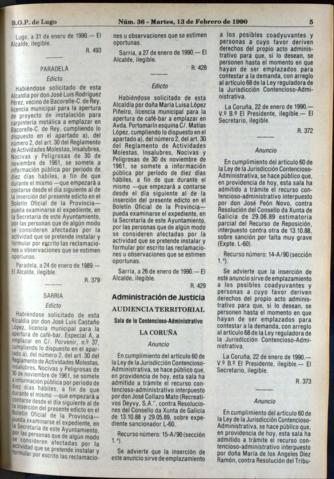 B.O.P. de Lugo
Núm. 36 - Martes, 13 de Febrero de 1990
5
Lugo, a 31 de enero de 1990.— El
Alcalde, ilegible.
R. 493
PARADELA
Edicto
Habiéndose solicitado de esta
Alcaldía por don José Luis Rodríguez
Pérez, vecino de Bacorelle-C. de Rey,
licencia municipal para la apertura
de proyecto de instalación para
carpintería metálica a emplazar en
Bacorelle-C. de Rey, cumpliendo lo
dispuesto en el apartado a), del
número 2, del art. 30 del Reglamento
de Actividades Molestas, Insalubres,
Nocivas y Peligrosas de 30 de
noviembre de 1961, se somete a
información pública por período de
diez días hábiles, a fin de que
durante el mismo —que empezará a
contarse desde el día siguiente al de
la inserción del presente edicto en el
Boletín Oficial de la Provincia—
pueda examinarse el expediente, en
la Secretaría de este Ayuntamiento,
por las personas que de algún modo
se consideren afectadas por la
actividad que se pretende instalar y
formular por escrito las reclamacio-
nes u observaciones que se estimen
oportunas.
Paradela, a 24 de enero de 1989.—
El Alcalde, ilegible.
R. 379
SARRIA
Edicto
Habiéndose solicitado de esta
Alcaldía por don José Luis Castaño
López, licencia municipal para la
apertura de café-bar. Especial A, a
emplazar en C/. Porvenir, n.º 37,
cumpliendo lo dispuesto en el apar-
tado a), del número 2, del artículo 30 del
Reglamento de Actividades Molestas,
Insalubres, Nocivas y Peligrosas de
30 de noviembre de 1961, se somete
a información pública por período de
diez días hábiles, a fin de que durante
el mismo —que empezará a
contarse desde el día siguiente al de
la inserción del presente edicto en el
Boletín Oficial de la Provincia—
pueda examinarse el expediente, en
la Secretaría de este Ayuntamiento,
por las personas que de algún modo
se consideren afectadas por la
actividad que se pretende instalar y
formular por escrito las reclamacio-
nes u observaciones que se estimen
oportunas.
Sarria, a 27 de enero de 1990.— El
Alcalde, ilegible.
R. 428
Edicto
Habiéndose solicitado de esta
Alcaldía por doña María Luisa López
Piñeiro, licencia municipal para la
apertura de café-bar a emplazar en
Avda. Portomarín esquina C/. Matías
López, cumpliendo lo dispuesto en el
apartado a), del número 2, del art. 30
del Reglamento de Actividades
Molestas, Insalubres, Nocivas y
Peligrosas de 30 de noviembre de
1961, se somete a información
pública por período de diez días
hábiles, a fin de que durante el
mismo —que empezará a contarse
desde el día siguiente al de la
inserción del presente edicto en el
Boletín Oficial de la Provincia—
pueda examinarse el expediente, en
la Secretaría de este Ayuntamiento,
por las personas que de algún modo
se consideren afectadas por la
actividad que se pretende instalar y
formular por escrito las reclamacio-
nes u observaciones que se estimen
oportunas.
Sarria, a 26 de enero de 1990.— El
Alcalde, ilegible.
R. 429
Administración de Justicia
AUDIENCIA TERRITORIAL
Sala de lo Contencioso-Administrativo
LA CORUÑA
Anuncio
En cumplimiento del artículo 60 de
la Ley de la Jurisdicción Contencioso-
Administrativa, se hace público que,
en providencia de hoy, esta sala ha
admitido a trámite el recurso
contencioso-administrativo interpuesto
por don José Collazo Mato (Recreati-
vos Deyvy, S.A.", contra Resolucio-
nes del Consello da Xunta de Galicia
de 13.10.88 y 29.05.89, sobre expe-
diente sancionador: L-60.
Recurso número: 15-A/90 (sección
1.ª).
Se advierte que la inserción de
este anuncio sirve de emplazamiento
a los posibles coadyuvantes y
personas a cuyo favor deriven
derechos del propio acto adminis-
trativo para que, si lo desean, se
personen hasta el momento en que
hayan de ser emplazados para
contestar a la demanda, con arreglo
al artículo 68 de la Ley reguladora de
la Jurisdicción Contencioso-Admi-
nistrativa.
La Coruña, 22 de enero de 1990.—
V.º B.º El Presidente, ilegible.— El
Secretario, ilegible.
R. 372
Anuncio
En cumplimiento del artículo 60 de
la Ley de la Jurisdicción Contencioso-
Administrativa, se hace público que,
en providencia de hoy, esta sala ha
admitido a trámite el recurso con-
tencioso-administrativo interpuesto
por don José Pon Novo, contra
Resolución del Consello da Xunta de
Galicia de 29.06.89 estimatoria
parcial del Recurso de Reposición,
interpuesto contra otra de 13.10.88,
sobre sanción por falta muy grave
(Expte. L-60).
Recurso número: 14-A/90 (sección
1.ª).
Se advierte que la inserción de
este anuncio sirve de emplazamiento
a los posibles coadyuvantes y
personas a cuyo favor deriven
derechos del propio acto adminis-
trativo para que, si lo desean, se
personen hasta el momento en que
hayan de ser emplazados para
contestar a la demanda, con arreglo
al artículo 68 de la Ley reguladora de
la Jurisdicción Contencioso-Admi-
nistrativa.
La Coruña, 22 de enero de 1990.—
V.º B.º El Presidente, ilegible.— El
Secretario, ilegible.
R. 373
Anuncio
En cumplimiento del artículo 60 de
la Ley de la Jurisdicción Contencioso-
Administrativa, se hace público que,
en providencia de hoy, esta sala ha
admitido a trámite el recurso con-
tencioso-administrativo interpuesto
por doña María de los Angeles Díez
Ramón, contra Resolución del Tribu-